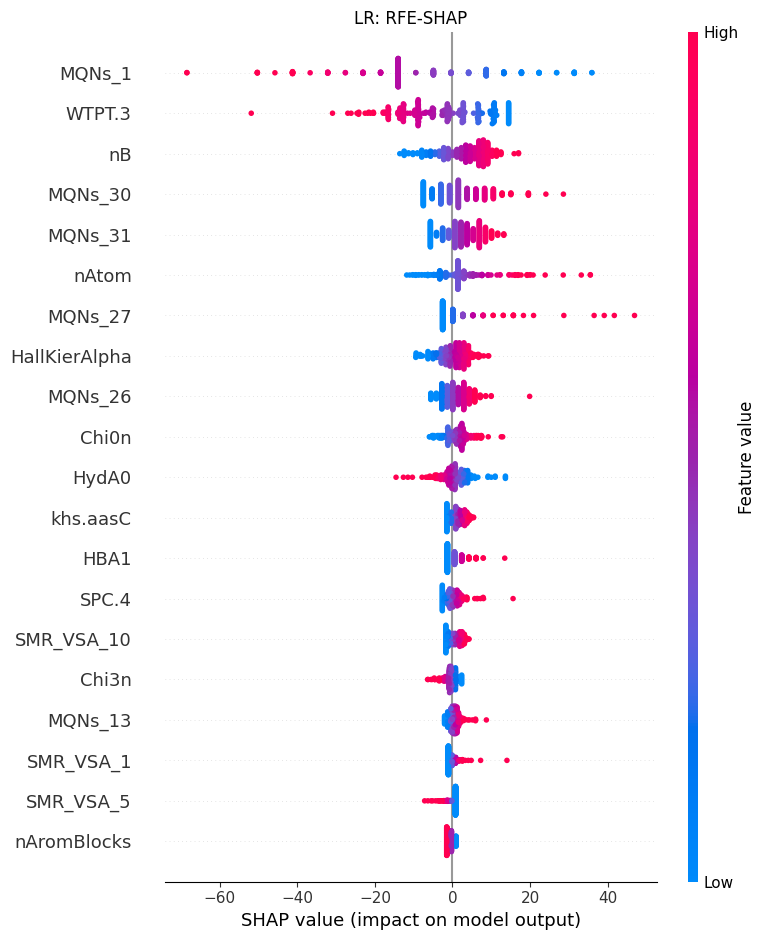 LR: RFE-SHAP
High
MQNs_1
WTPT.3
nB
MQNs_30
MQNs_31
nAtom
MQNs_27
HallKierAlpha
MQNs_26
Chi0n
HydA0
khs.aasC
HBA1
SPC.4
SMR_VSA_10
Chi3n
MQNs_13
SMR_VSA_1
SMR_VSA_5
nAromBlocks
Feature value
Low
−60 −40 −20 0 20 40
SHAP value (impact on model output)